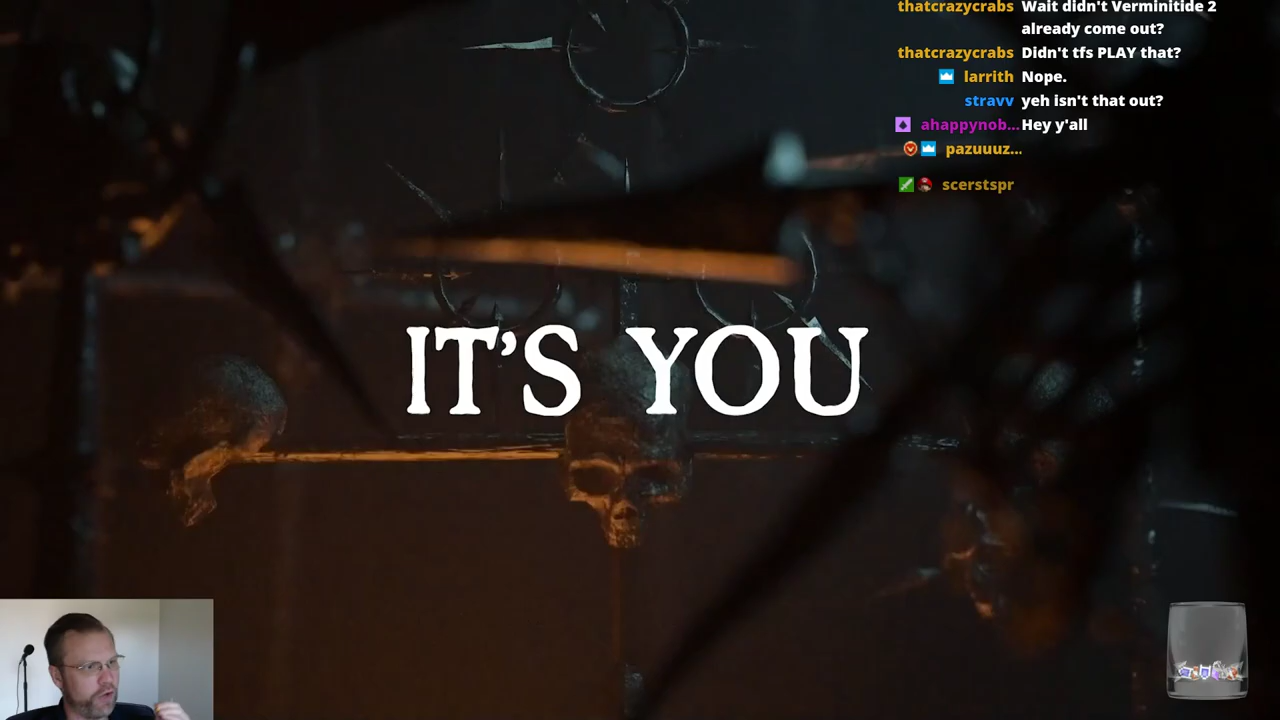 thatcrazycrabs Wait didn't Verminitide 2
already come out?
thatcrazycrabs Didn't tfs PLAY that?
larrith Nope.
stravv yeh isn't that out?
ahappynob... Hey y'all
pazuuuz...
scerstspr
IT'S YOU